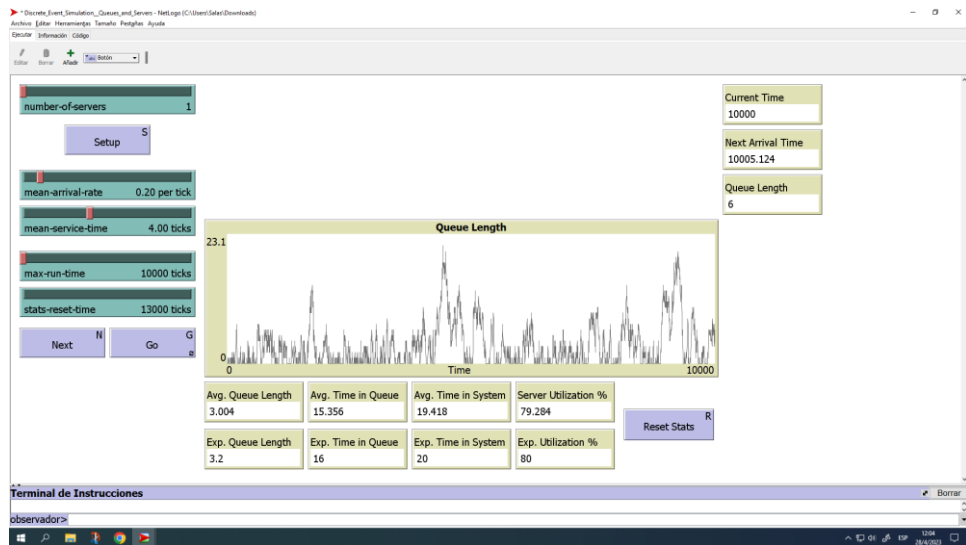 * Discrete_Event_Simulation__Queues_and_Servers - NetLogo {C:\Users\Salas\Downloads}
Archivo Editar Herramientas Tamaño Pestañas Ayuda
Ejecutar Información Código
Editar Borrar Añadir Botón
number-of-servers 1
S
Setup
mean-arrival-rate 0.20 per tick
mean-service-time 4.00 ticks
max-run-time 10000 ticks
stats-reset-time 13000 ticks
N
Next
G
Go
Current Time
10000
Next Arrival Time
10005.124
Queue Length
6
Queue Length
23.1
0
0 Time 10000
Avg. Queue Length Avg. Time in Queue Avg. Time in System Server Utilization %
3.004 15.356 19.418 79.284
R
Reset Stats
Exp. Queue Length Exp. Time in Queue Exp. Time in System Exp. Utilization %
3.2 16 20 80
Terminal de Instrucciones Borrar
observador>
ESP 12:04
28/4/2023